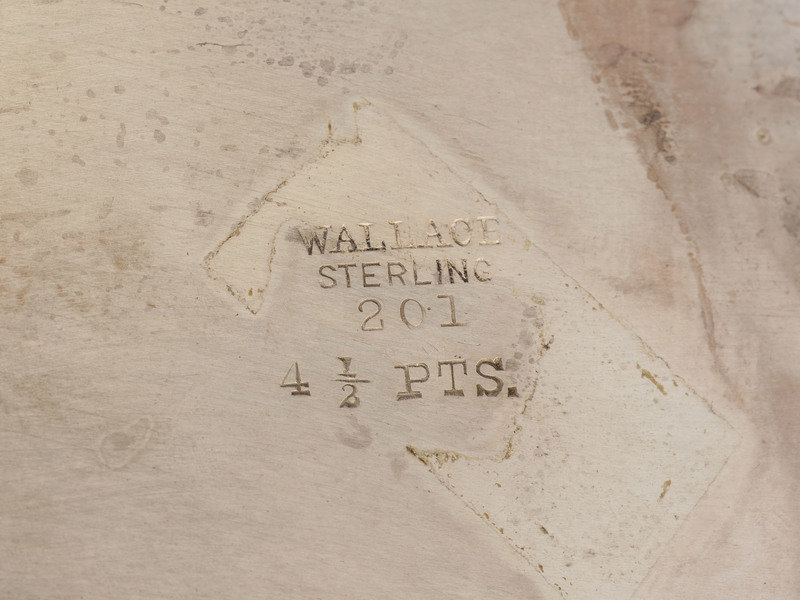 WALLACE
STERLING
201
4 1/2 PTS.